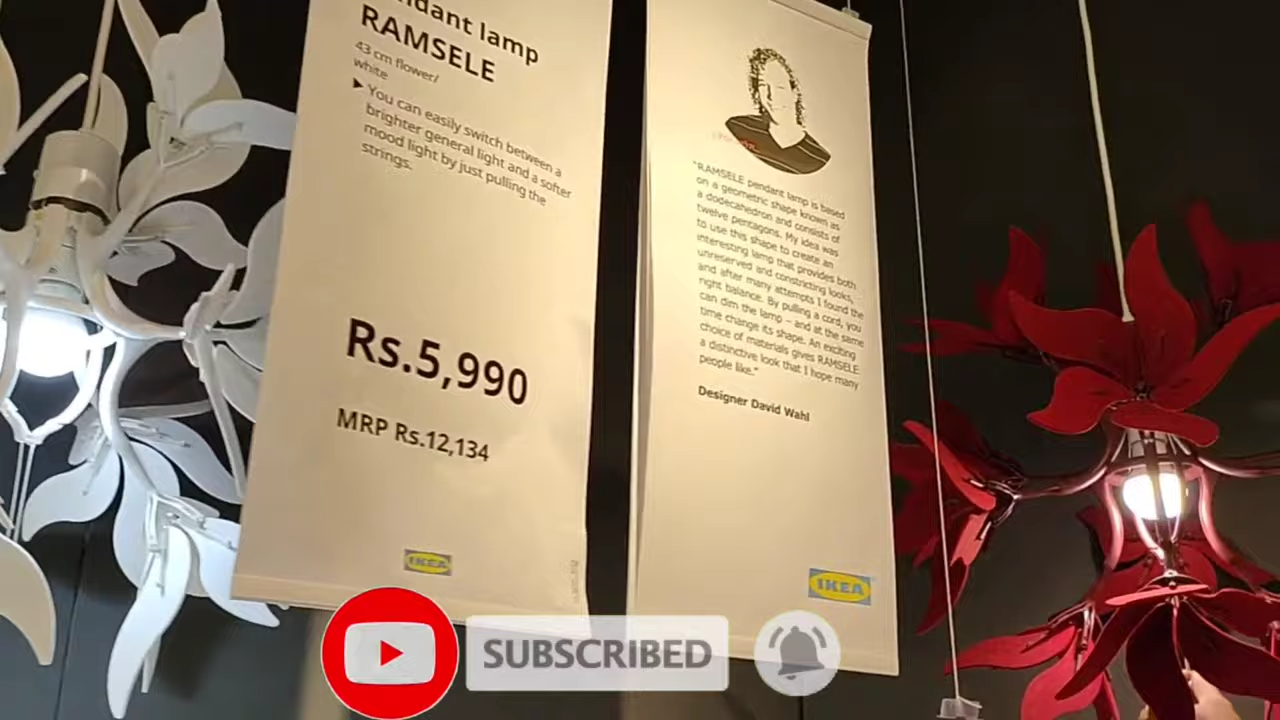 ndant lamp
RAMSELE
43 cm flower/
white
▶ You can easily switch between a
brighter general light and a softer
mood light by just pulling the
strings.
Rs.5,990
MRP Rs.12,134
IKEA
"RAMSELE pendant lamp is based
on a geometric shape known as
a dodecahedron and consists of
twelve pentagons. My idea was
to use this shape to create an
interesting lamp that provides both
unreserved and constricting looks,
and after many attempts I found the
right balance. By pulling a cord, you
can dim the lamp – and at the same
time change its shape. An exciting
choice of materials gives RAMSELE
a distinctive look that I hope many
people like."
Designer David Wahl
IKEA
SUBSCRIBED